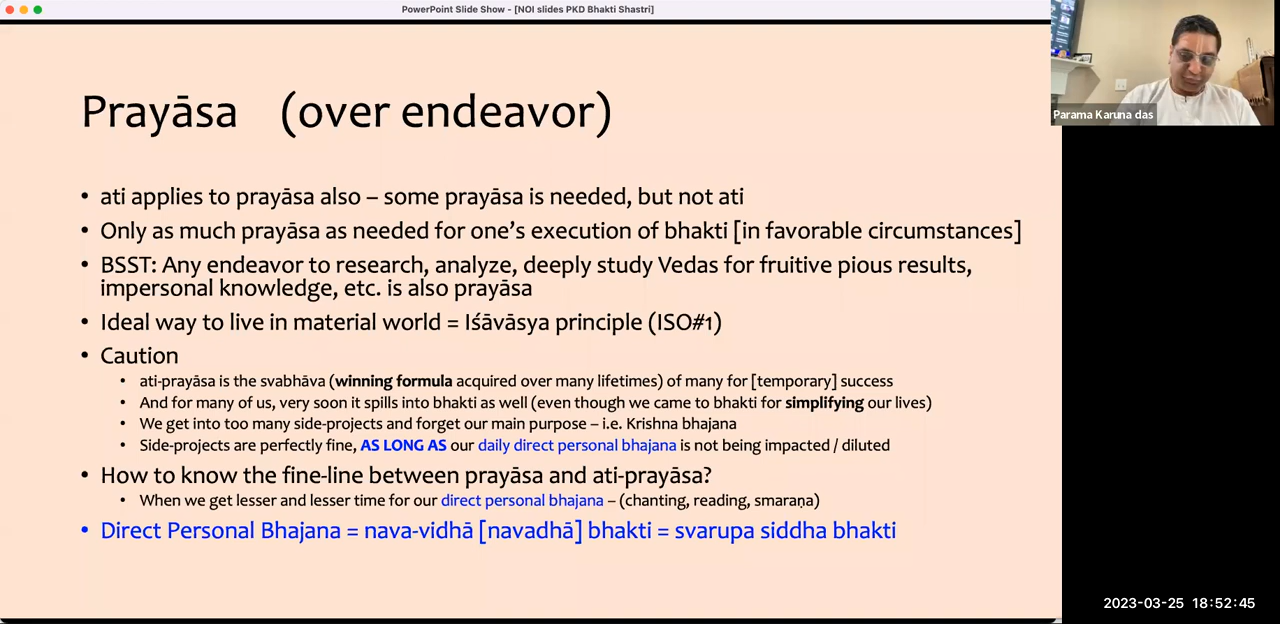 PowerPoint Slide Show - [NOI slides PKD Bhakti Shastri]
Prayāsa (over endeavor)
• ati applies to prayāsa also – some prayāsa is needed, but not ati
• Only as much prayāsa as needed for one's execution of bhakti [in favorable circumstances]
• BSST: Any endeavor to research, analyze, deeply study Vedas for fruitive pious results,
impersonal knowledge, etc. is also prayāsa
• Ideal way to live in material world = Iśāvāsya principle (ISO#1)
• Caution
• ati-prayāsa is the svabhāva (winning formula acquired over many lifetimes) of many for [temporary] success
• And for many of us, very soon it spills into bhakti as well (even though we came to bhakti for simplifying our lives)
• We get into too many side-projects and forget our main purpose – i.e. Krishna bhajana
• Side-projects are perfectly fine, AS LONG AS our daily direct personal bhajana is not being impacted / diluted
• How to know the fine-line between prayāsa and ati-prayāsa?
• When we get lesser and lesser time for our direct personal bhajana – (chanting, reading, smaraṇa)
• Direct Personal Bhajana = nava-vidhā [navadhā] bhakti = svarupa siddha bhakti
Parama Karuna das
2023-03-25 18:52:45